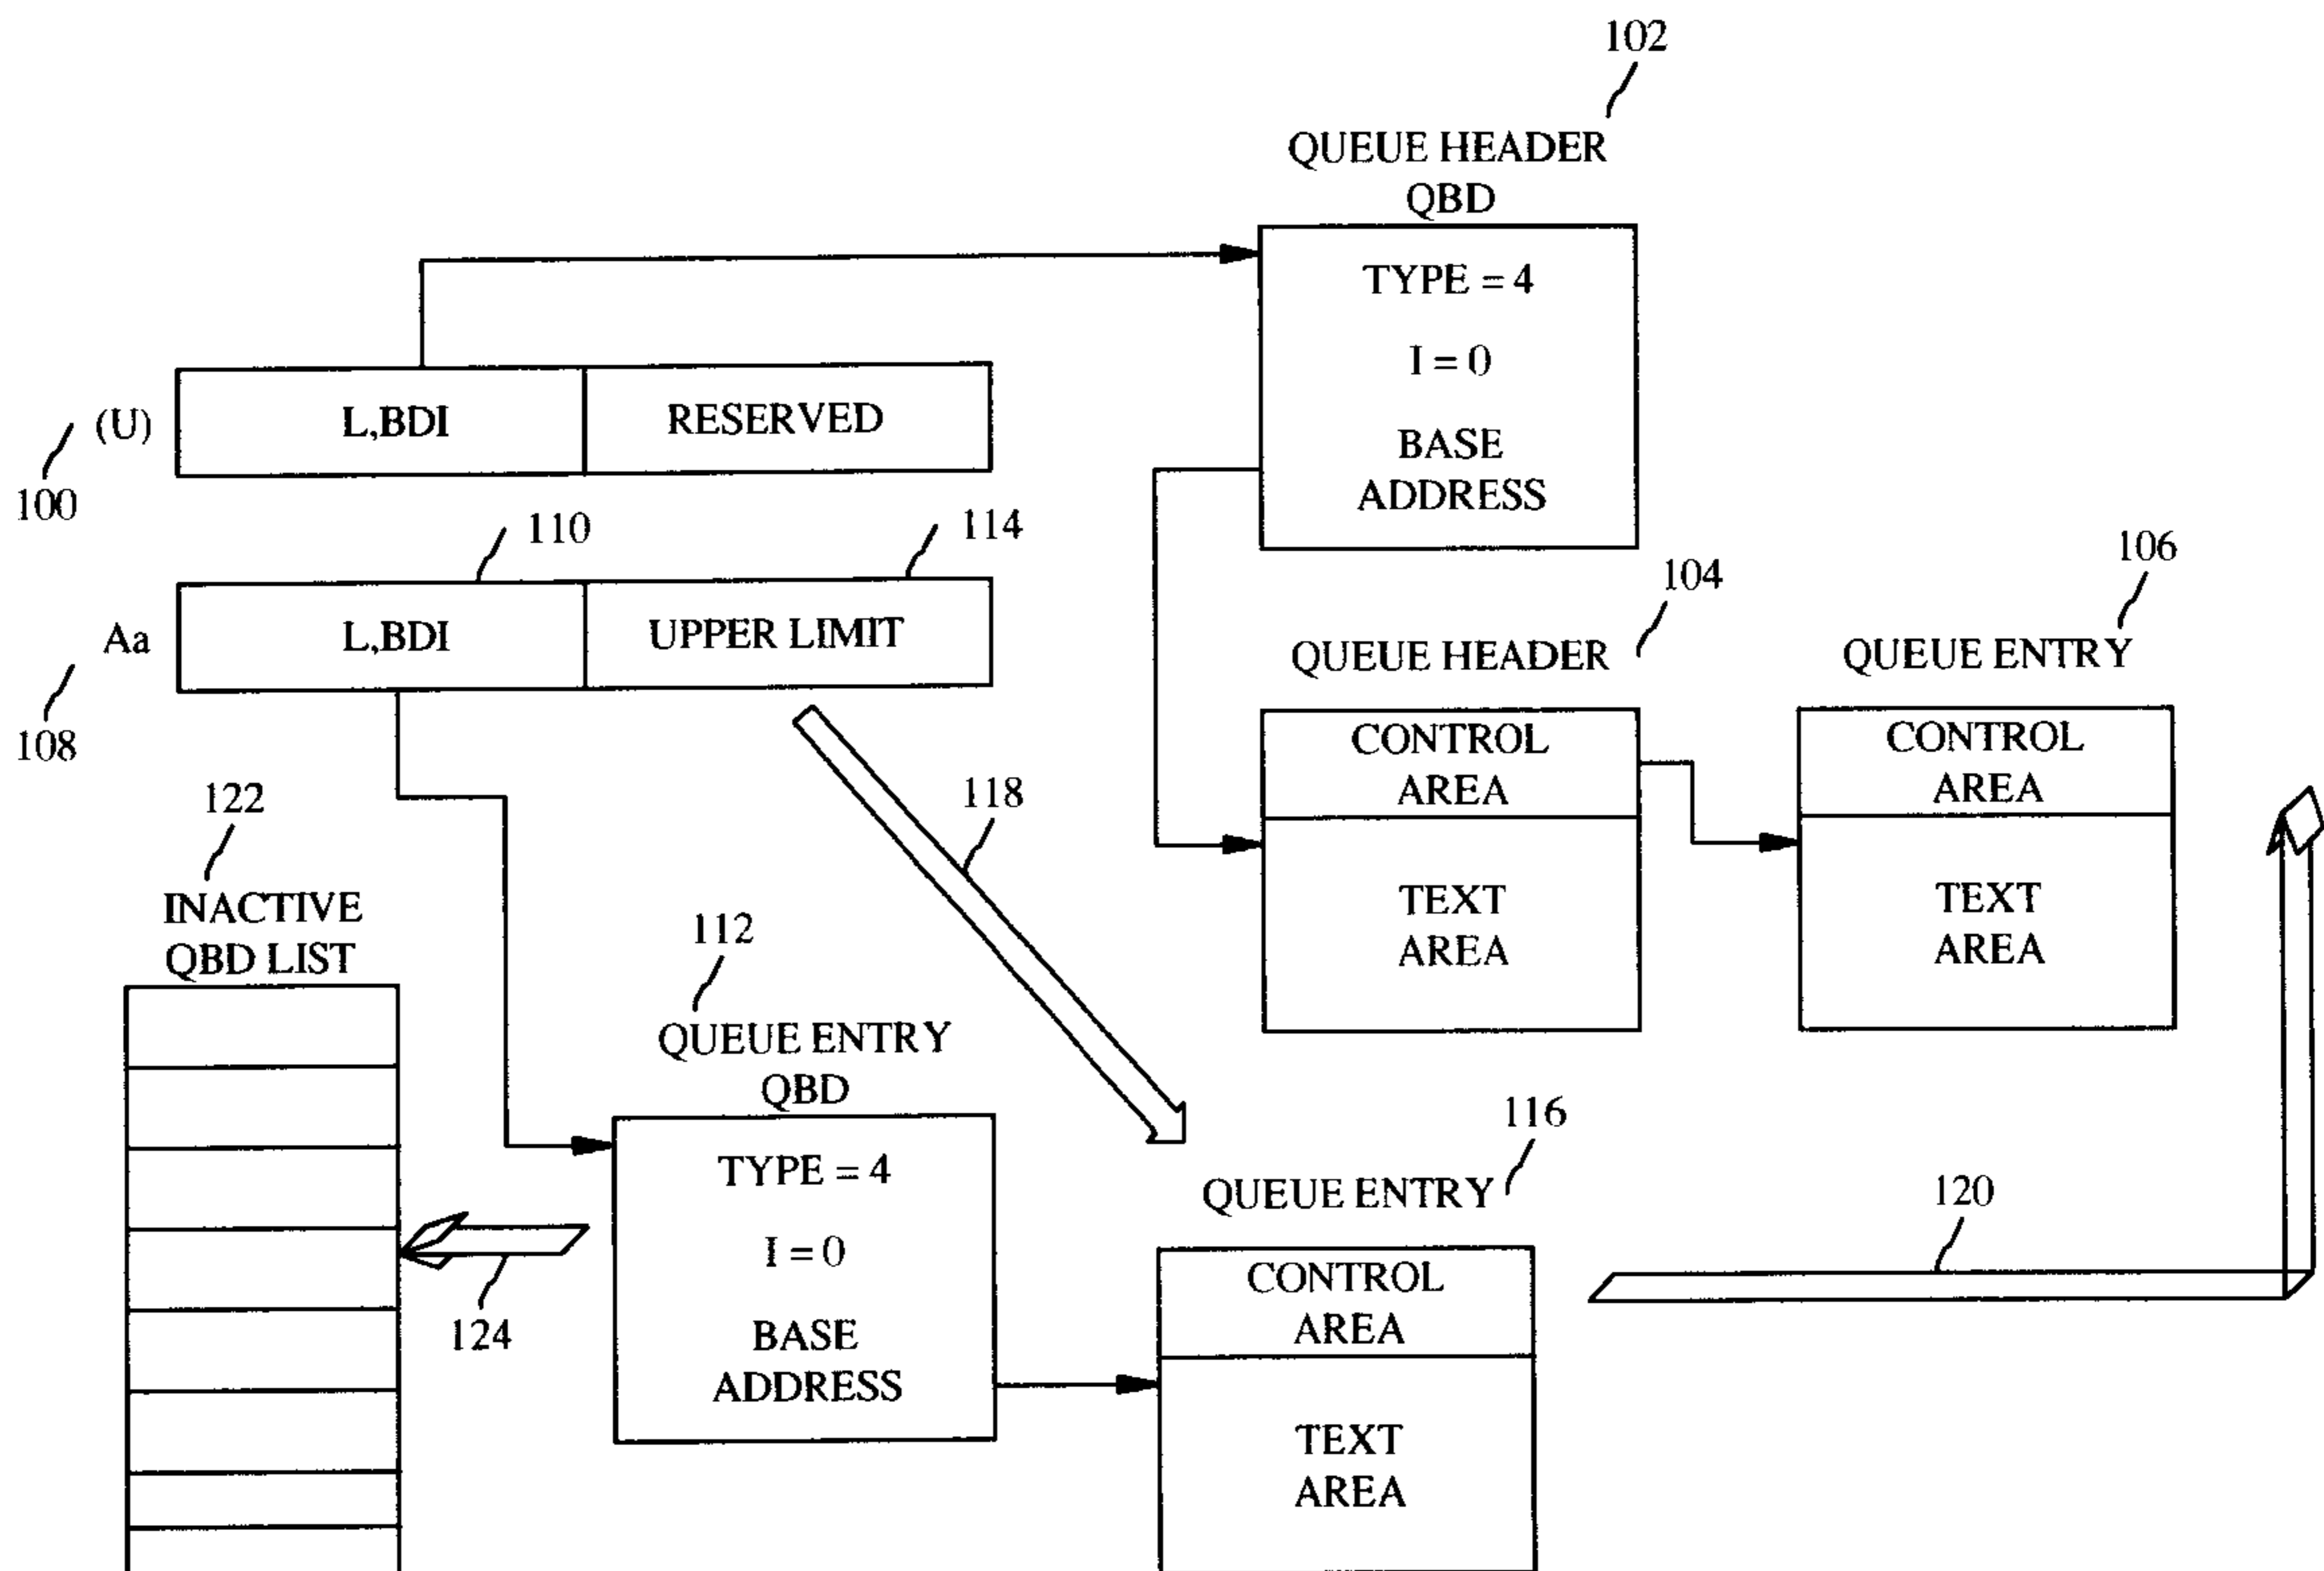 102
QUEUE HEADER
QBD
TYPE = 4
I = 0
BASE
ADDRESS
(U)
L,BDI
RESERVED
100
110
114
Aa
L,BDI
UPPER LIMIT
108
104
106
QUEUE HEADER
QUEUE ENTRY
CONTROL
AREA
TEXT
AREA
CONTROL
AREA
TEXT
AREA
118
122
INACTIVE
QBD LIST
112
QUEUE ENTRY
QBD
TYPE = 4
I = 0
BASE
ADDRESS
124
116
QUEUE ENTRY
CONTROL
AREA
TEXT
AREA
120